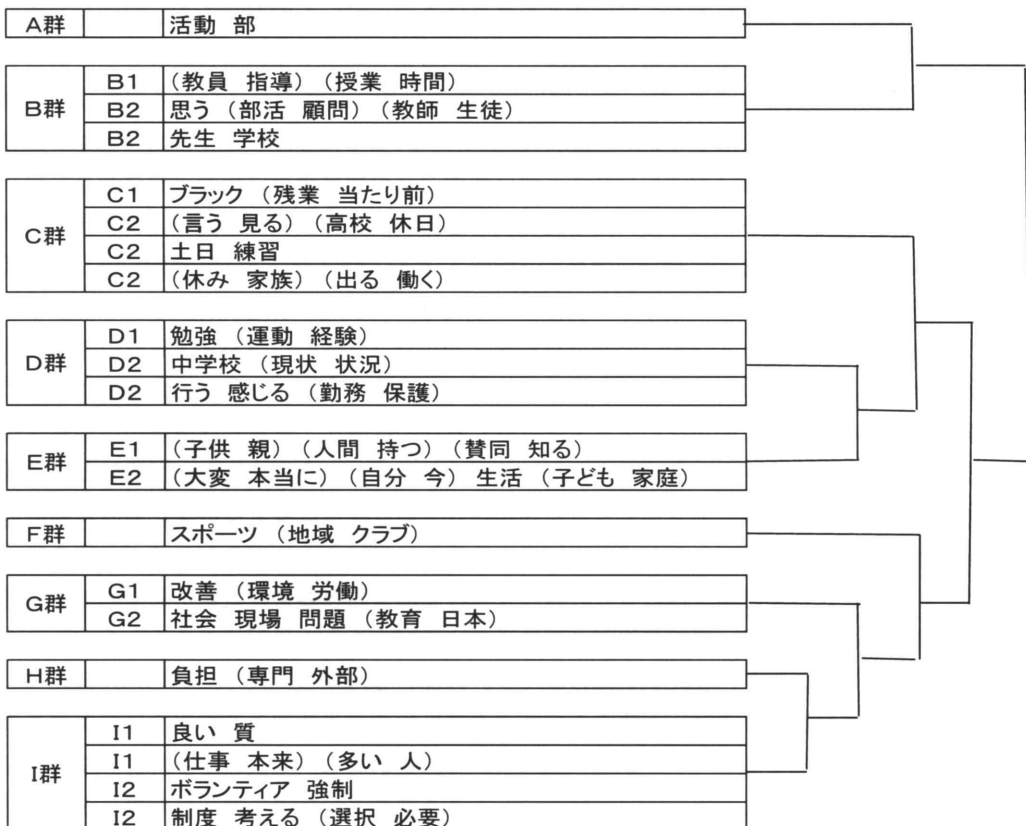 A群 活動 部
B1 (教員 指導) (授業 時間)
B群 B2 思う (部活 顧問) (教師 生徒)
B2 先生 学校
C1 ブラック (残業 当たり前)
C群 C2 (言う 見る) (高校 休日)
C2 土日 練習
C2 (休み 家族) (出る 働く)
D1 勉強 (運動 経験)
D群 D2 中学校 (現状 状況)
D2 行う 感じる (勤務 保護)
E群 E1 (子供 親) (人間 持つ) (賛同 知る)
E2 (大変 本当に) (自分 今) 生活 (子ども 家庭)
F群 スポーツ (地域 クラブ)
G群 G1 改善 (環境 労働)
G2 社会 現場 問題 (教育 日本)
H群 負担 (専門 外部)
I1 良い 質
I群 I1 (仕事 本来) (多い 人)
I2 ボランティア 強制
I2 制度 考える (選択 必要)